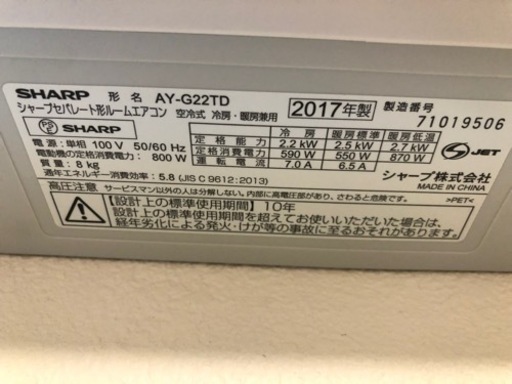 SHARP 形名 AY-G22TD 2017年製 製造番号
シャープセパレート形ルームエアコン 空冷式 冷房・暖房兼用 71019506
PSE SHARP 冷房 暖房標準 暖房低温
定格能力 2.2 kW 2.5 kW 2.7 kW
電源:単相 100 V 50/60 Hz 定格消費電力 590 W 550 W 870 W JET
電動機の定格消費電力: 800 W 運転電流 7.0 A 6.5 A
質量: 8 kg シャープ株式会社
通年エネルギー消費効率: 5.8 (JIS C 9612:2013) MADE IN CHINA
高圧注意 サービスマン以外の人は分解しないでください。内部に高電圧部があり、さわると危険です。 >PET<
【設計上の標準使用期間】10年
設計上の標準使用期間を超えてお使いいただいた場合は、
経年劣化による発火・けが等の事故に至るおそれがあります。